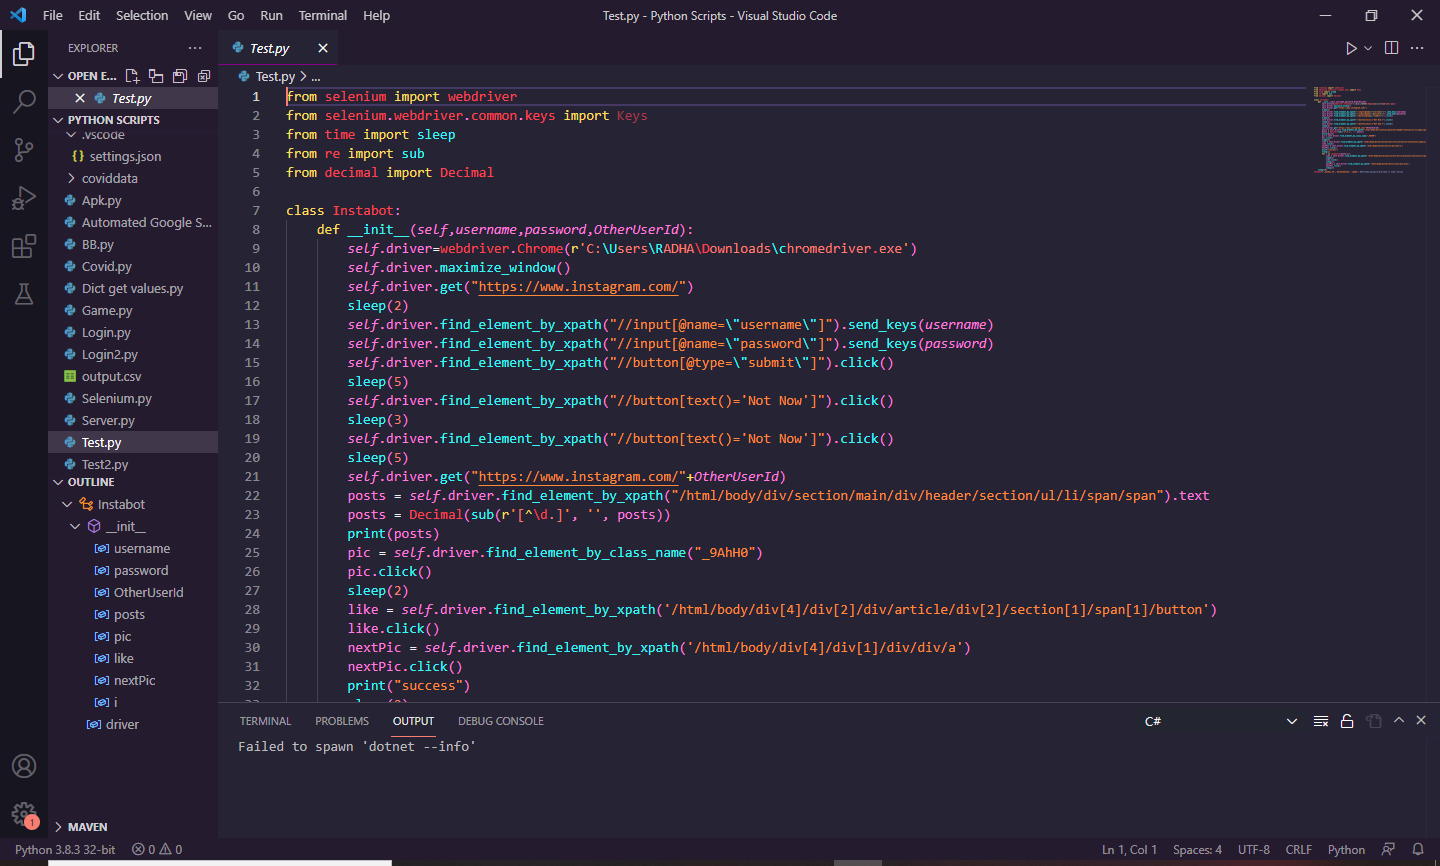 File Edit Selection View Go Run Terminal Help
Test.py - Python Scripts - Visual Studio Code
EXPLORER
OPEN E...
Test.py
PYTHON SCRIPTS
.vscode
{} settings.json
coviddata
Apk.py
Automated Google S...
BB.py
Covid.py
Dict get values.py
Game.py
Login.py
Login2.py
output.csv
Selenium.py
Server.py
Test.py
Test2.py
OUTLINE
Instabot
__init__
username
password
OtherUserId
posts
pic
like
nextPic
i
driver
MAVEN
Test.py
Test.py > ...
1 from selenium import webdriver
2 from selenium.webdriver.common.keys import Keys
3 from time import sleep
4 from re import sub
5 from decimal import Decimal
6
7 class Instabot:
8 def __init__(self,username,password,OtherUserId):
9 self.driver=webdriver.Chrome(r'C:\Users\RADHA\Downloads\chromedriver.exe')
10 self.driver.maximize_window()
11 self.driver.get("https://www.instagram.com/")
12 sleep(2)
13 self.driver.find_element_by_xpath("//input[@name=\"username\"]").send_keys(username)
14 self.driver.find_element_by_xpath("//input[@name=\"password\"]").send_keys(password)
15 self.driver.find_element_by_xpath("//button[@type=\"submit\"]").click()
16 sleep(5)
17 self.driver.find_element_by_xpath("//button[text()='Not Now']").click()
18 sleep(3)
19 self.driver.find_element_by_xpath("//button[text()='Not Now']").click()
20 sleep(5)
21 self.driver.get("https://www.instagram.com/"+OtherUserId)
22 posts = self.driver.find_element_by_xpath("/html/body/div/section/main/div/header/section/ul/li/span/span").text
23 posts = Decimal(sub(r'[^\d.]', '', posts))
24 print(posts)
25 pic = self.driver.find_element_by_class_name("_9AhH0")
26 pic.click()
27 sleep(2)
28 like = self.driver.find_element_by_xpath('/html/body/div[4]/div[2]/div/article/div[2]/section[1]/span[1]/button')
29 like.click()
30 nextPic = self.driver.find_element_by_xpath('/html/body/div[4]/div[1]/div/div/a')
31 nextPic.click()
32 print("success")
TERMINAL PROBLEMS OUTPUT DEBUG CONSOLE C#
Failed to spawn 'dotnet --info'
1
Python 3.8.3 32-bit 0 0 Ln 1, Col 1 Spaces: 4 UTF-8 CRLF Python